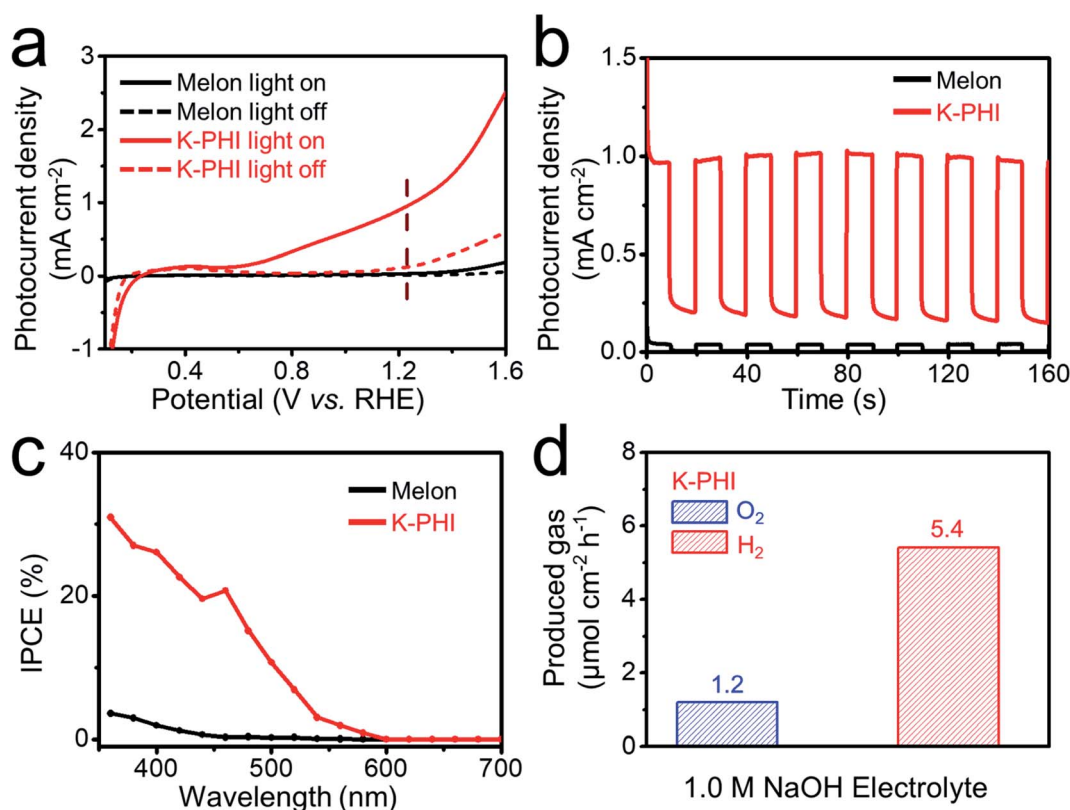 a
Photocurrent density
(mA cm-2)
3
2
1
0
-1
Melon light on
Melon light off
K-PHI light on
K-PHI light off
0.4
0.8
1.2
1.6
Potential (V vs. RHE)
b
Photocurrent density
(mA cm-2)
1.5
1.0
0.5
0.0
Melon
K-PHI
0
40
80
120
160
Time (s)
c
IPCE (%)
40
20
0
Melon
K-PHI
400
500
600
700
Wavelength (nm)
d
Produced gas
(μmol cm-2 h-1)
8
6
4
2
0
K-PHI
O2
H2
1.2
5.4
1.0 M NaOH Electrolyte